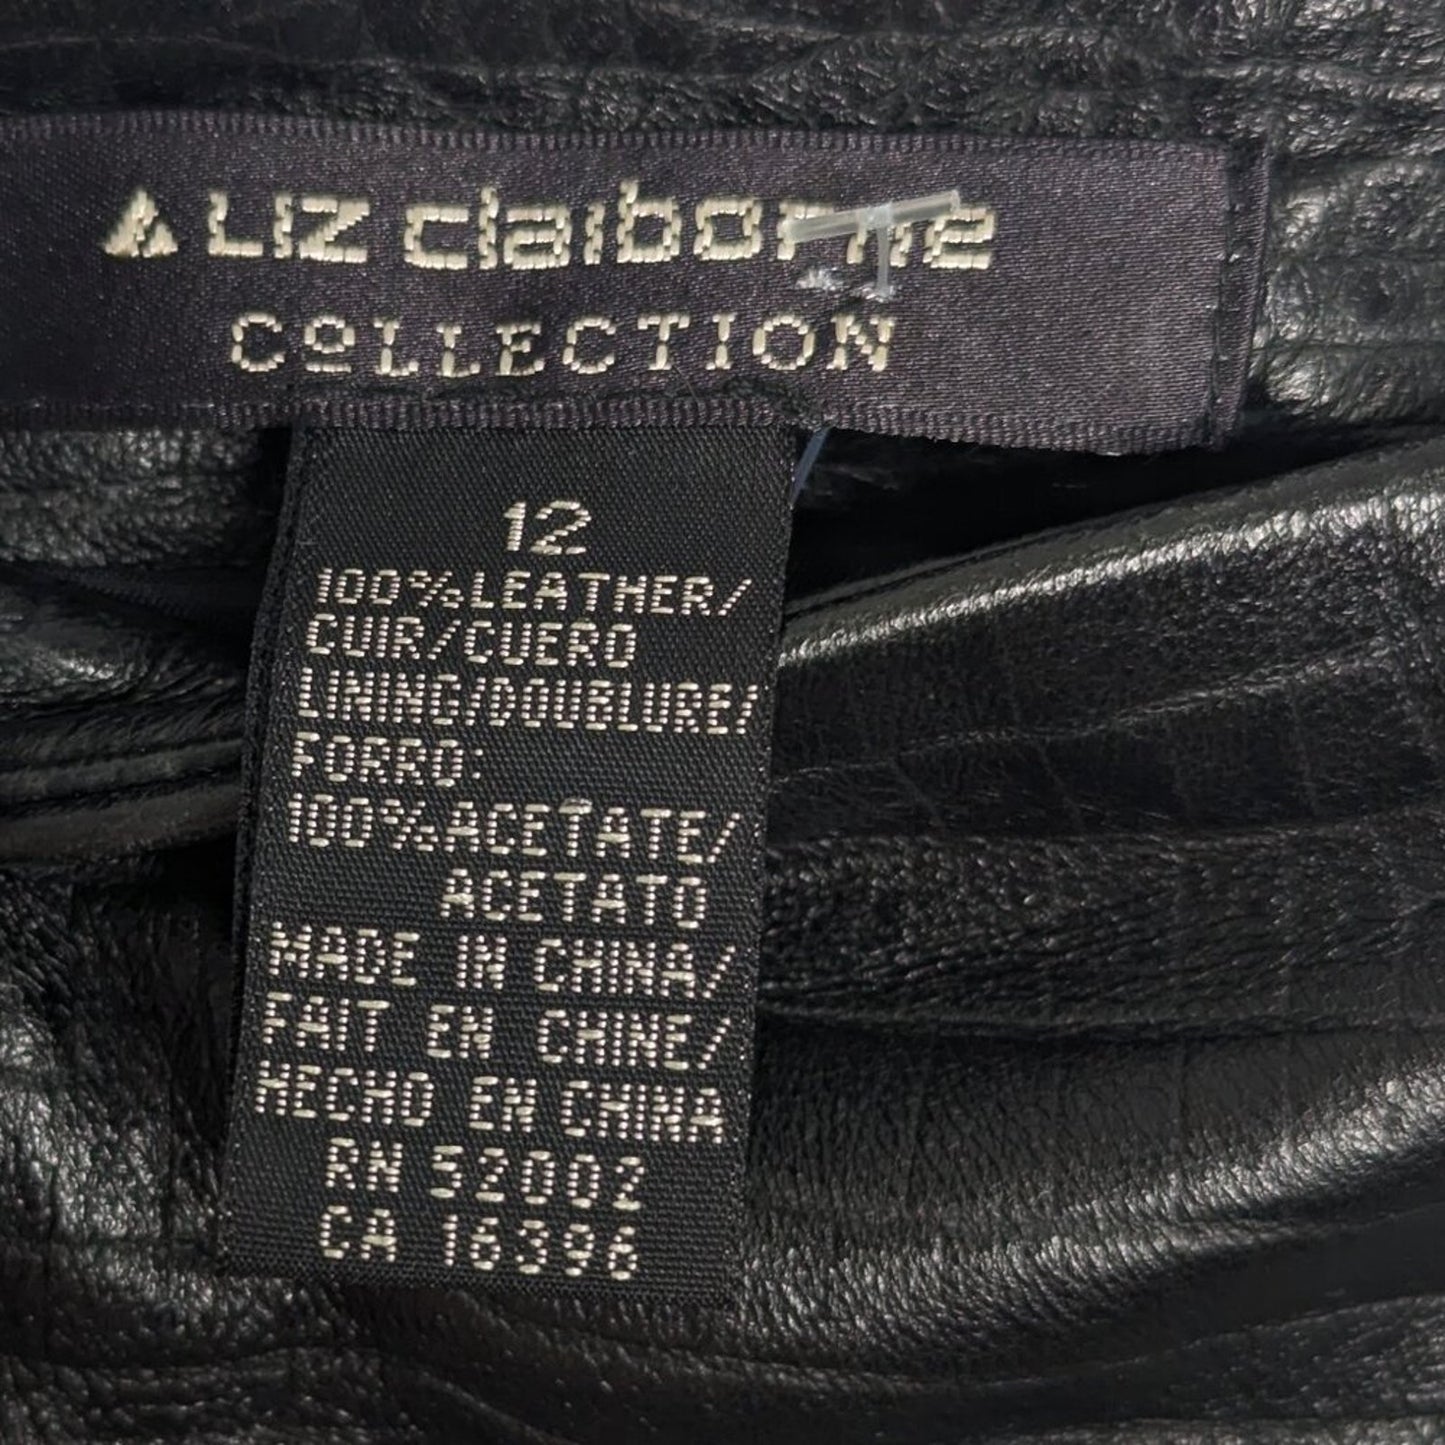 LIZ claiborne
COLLECTION
12
100% LEATHER/
CUIR/CUERO
LINING/DOUBLURE/
FORRO:
100% ACETATE/
ACETATO
MADE IN CHINA/
FAIT EN CHINE/
HECHO EN CHINA
RN 52002
CA 16396